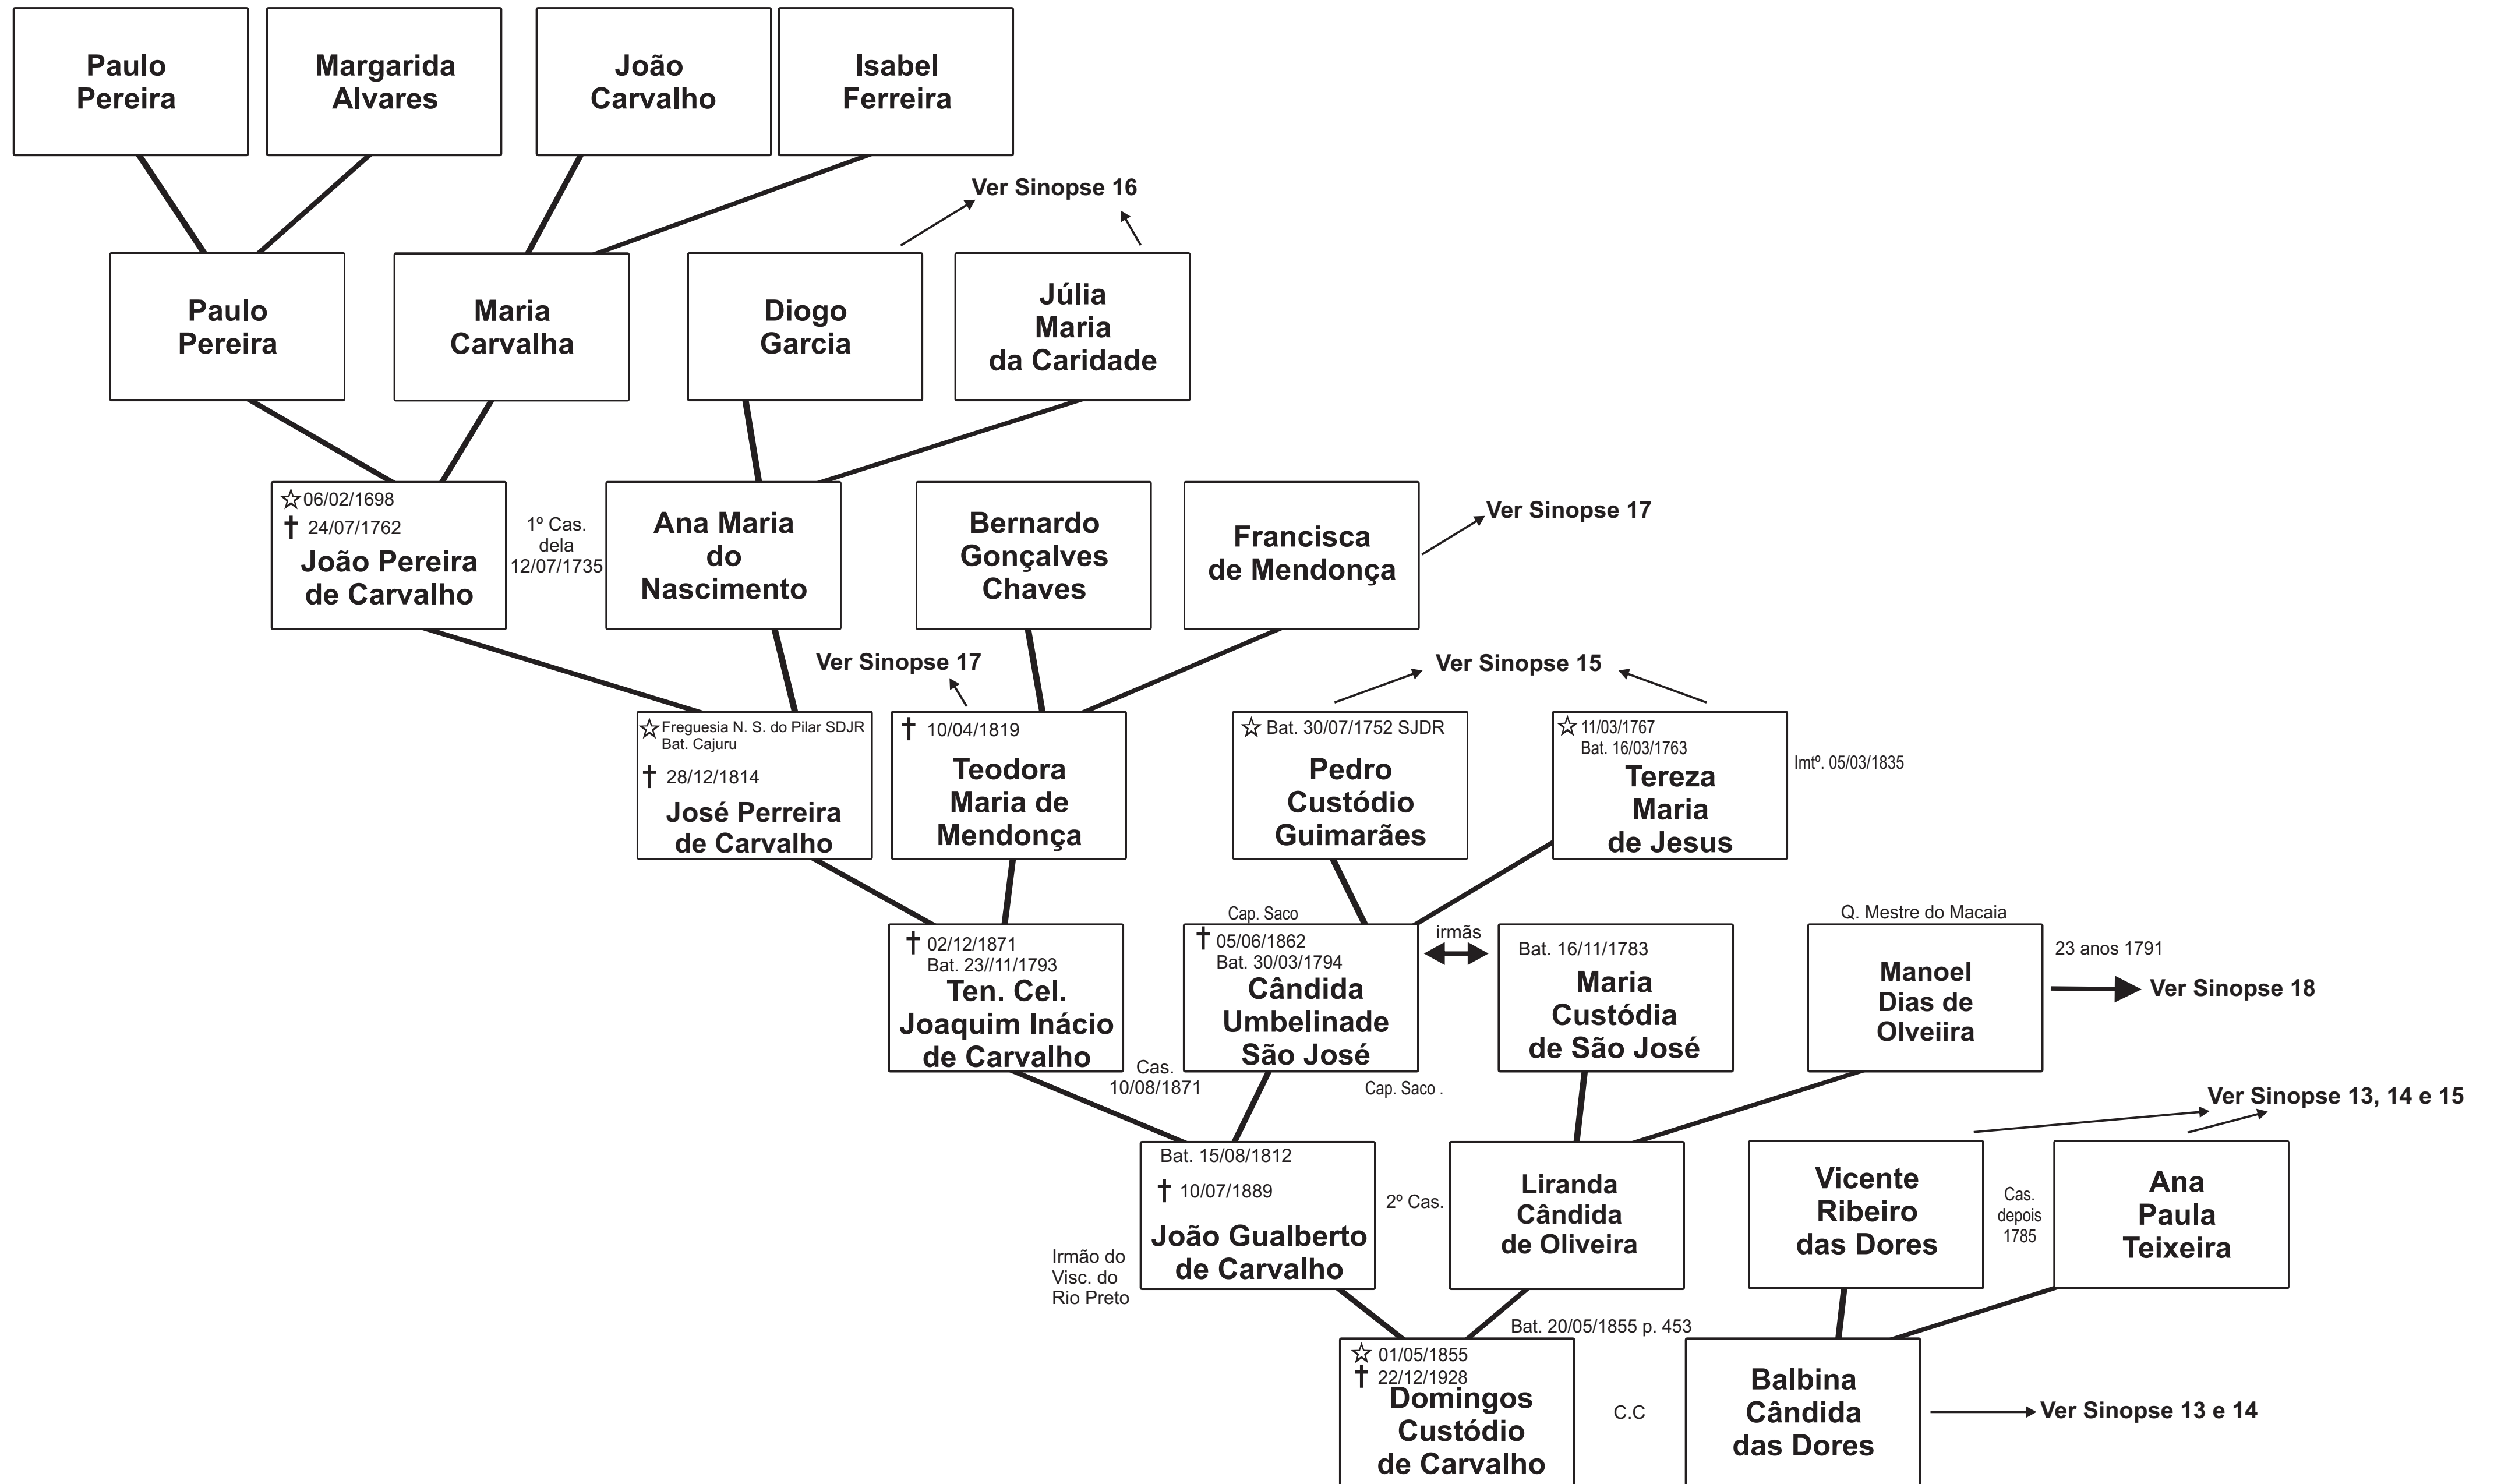 Paulo
Pereira
Margarida
Alvares
João
Carvalho
Isabel
Ferreira
Ver Sinopse 16
Paulo
Pereira
Maria
Carvalha
Diogo
Garcia
Júlia
Maria
da Caridade
☆06/02/1698
† 24/07/1762
João Pereira
de Carvalho
1º Cas.
dela
12/07/1735
Ana Maria
do
Nascimento
Bernardo
Gonçalves
Chaves
Francisca
de Mendonça
Ver Sinopse 17
Ver Sinopse 17
Ver Sinopse 15
☆Freguesia N. S. do Pilar SDJR
Bat. Cajuru
† 28/12/1814
José Perreira
de Carvalho
† 10/04/1819
Teodora
Maria de
Mendonça
☆ Bat. 30/07/1752 SJDR
Pedro
Custódio
Guimarães
☆ 11/03/1767
Bat. 16/03/1763
Tereza
Maria
de Jesus
Imtº. 05/03/1835
† 02/12/1871
Bat. 23//11/1793
Ten. Cel.
Joaquim Inácio
de Carvalho
Cap. Saco
† 05/06/1862
Bat. 30/03/1794
Cândida
Umbelinade
São José
irmãs
Bat. 16/11/1783
Maria
Custódia
de São José
Q. Mestre do Macaia
Manoel
Dias de
Olveiira
23 anos 1791
Ver Sinopse 18
Cas.
10/08/1871
Cap. Saco .
Ver Sinopse 13, 14 e 15
Bat. 15/08/1812
† 10/07/1889
João Gualberto
de Carvalho
Irmão do
Visc. do
Rio Preto
2º Cas.
Liranda
Cândida
de Oliveira
Vicente
Ribeiro
das Dores
Cas.
depois
1785
Ana
Paula
Teixeira
Bat. 20/05/1855 p. 453
☆ 01/05/1855
† 22/12/1928
Domingos
Custódio
de Carvalho
C.C
Balbina
Cândida
das Dores
Ver Sinopse 13 e 14